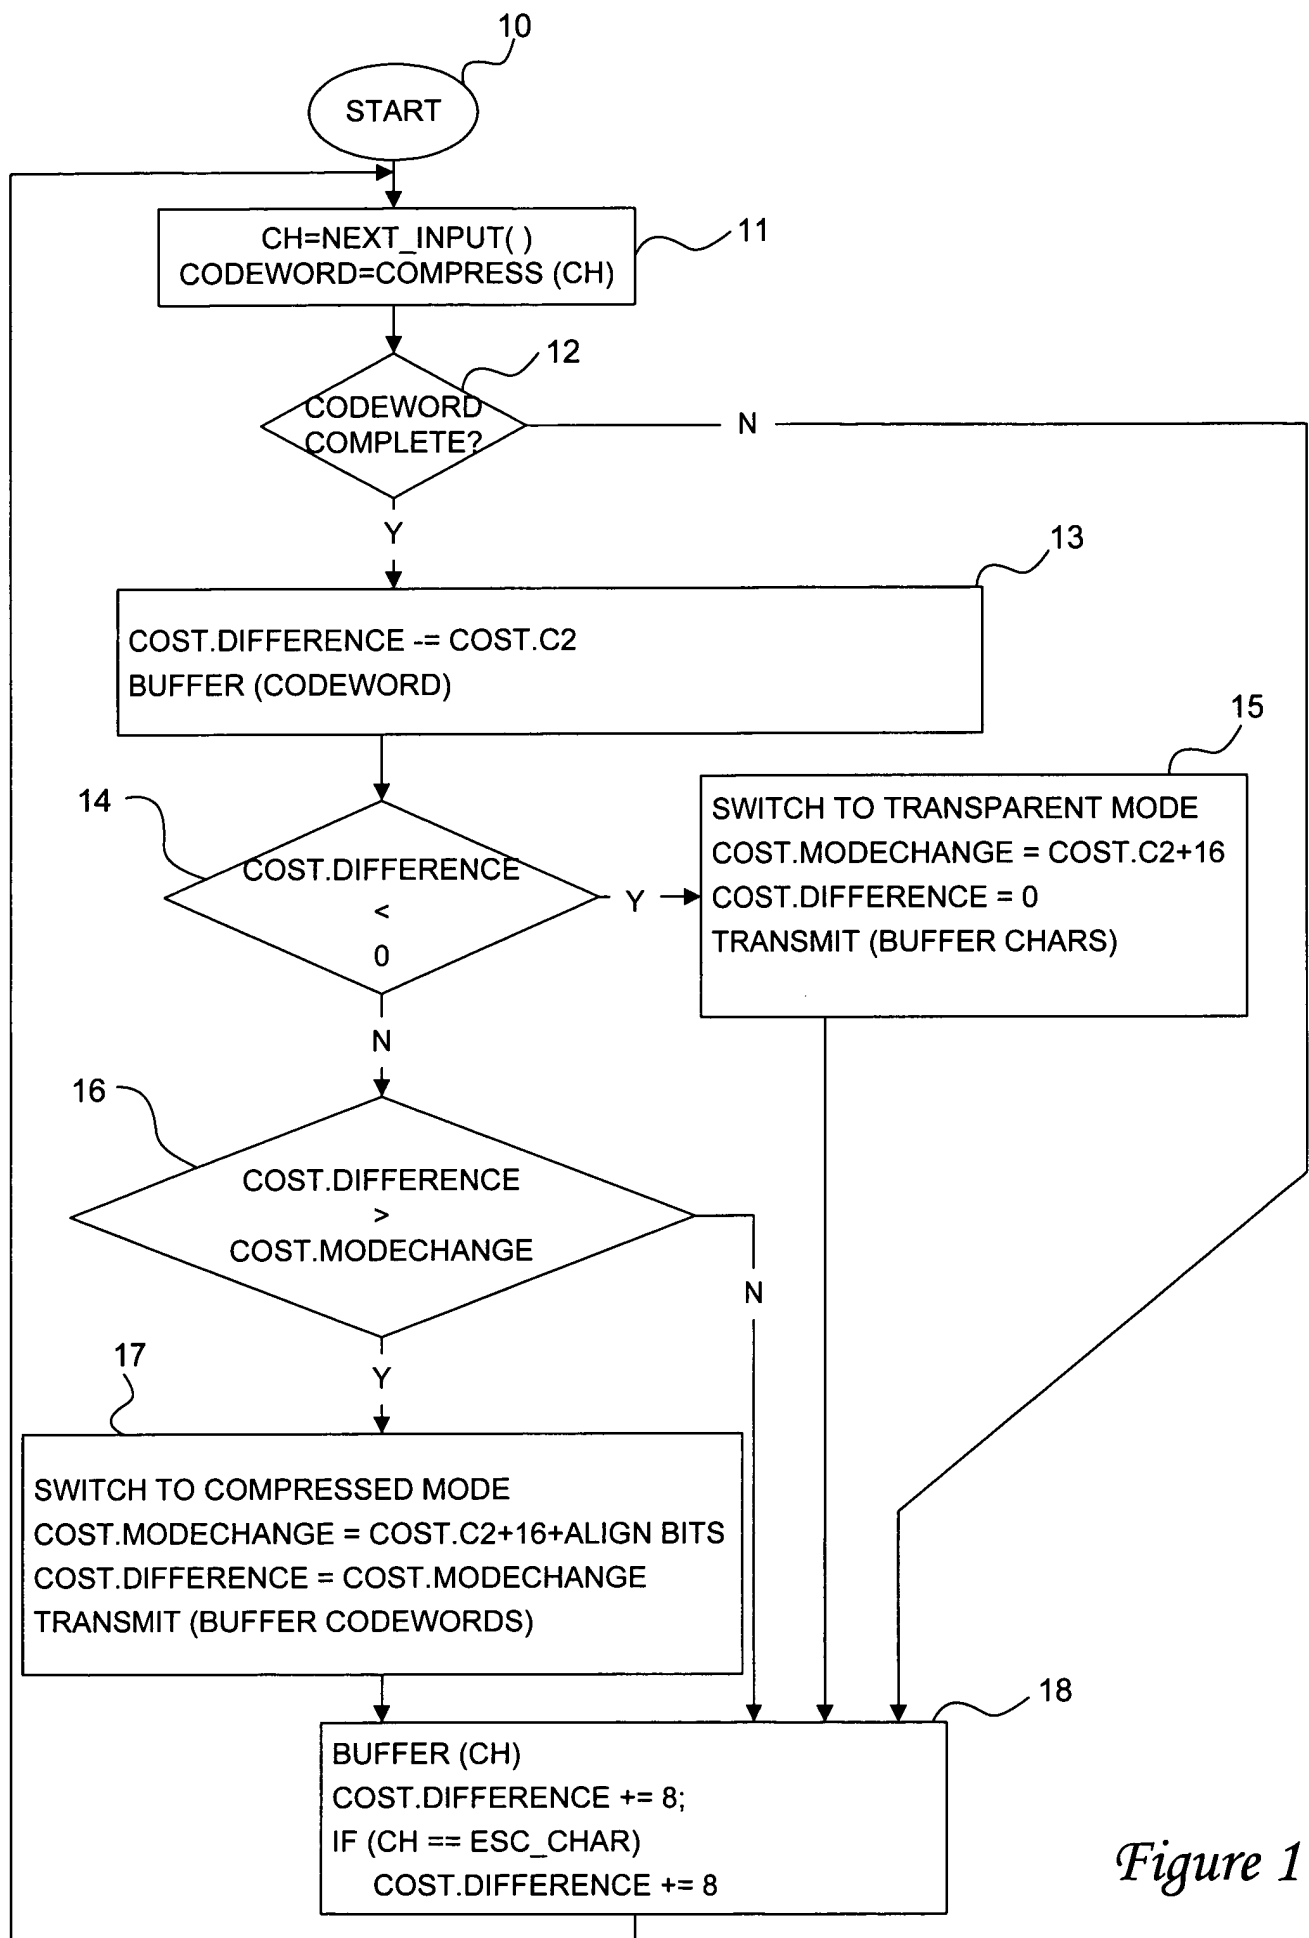 10
START
CH=NEXT_INPUT( )
CODEWORD=COMPRESS (CH)
11
12
CODEWORD
COMPLETE?
N
Y
13
COST.DIFFERENCE -= COST.C2
BUFFER (CODEWORD)
14
COST.DIFFERENCE
<
0
Y
15
SWITCH TO TRANSPARENT MODE
COST.MODECHANGE = COST.C2+16
COST.DIFFERENCE = 0
TRANSMIT (BUFFER CHARS)
N
16
COST.DIFFERENCE
>
COST.MODECHANGE
N
Y
17
SWITCH TO COMPRESSED MODE
COST.MODECHANGE = COST.C2+16+ALIGN BITS
COST.DIFFERENCE = COST.MODECHANGE
TRANSMIT (BUFFER CODEWORDS)
18
BUFFER (CH)
COST.DIFFERENCE += 8;
IF (CH == ESC_CHAR)
COST.DIFFERENCE += 8
Figure 1